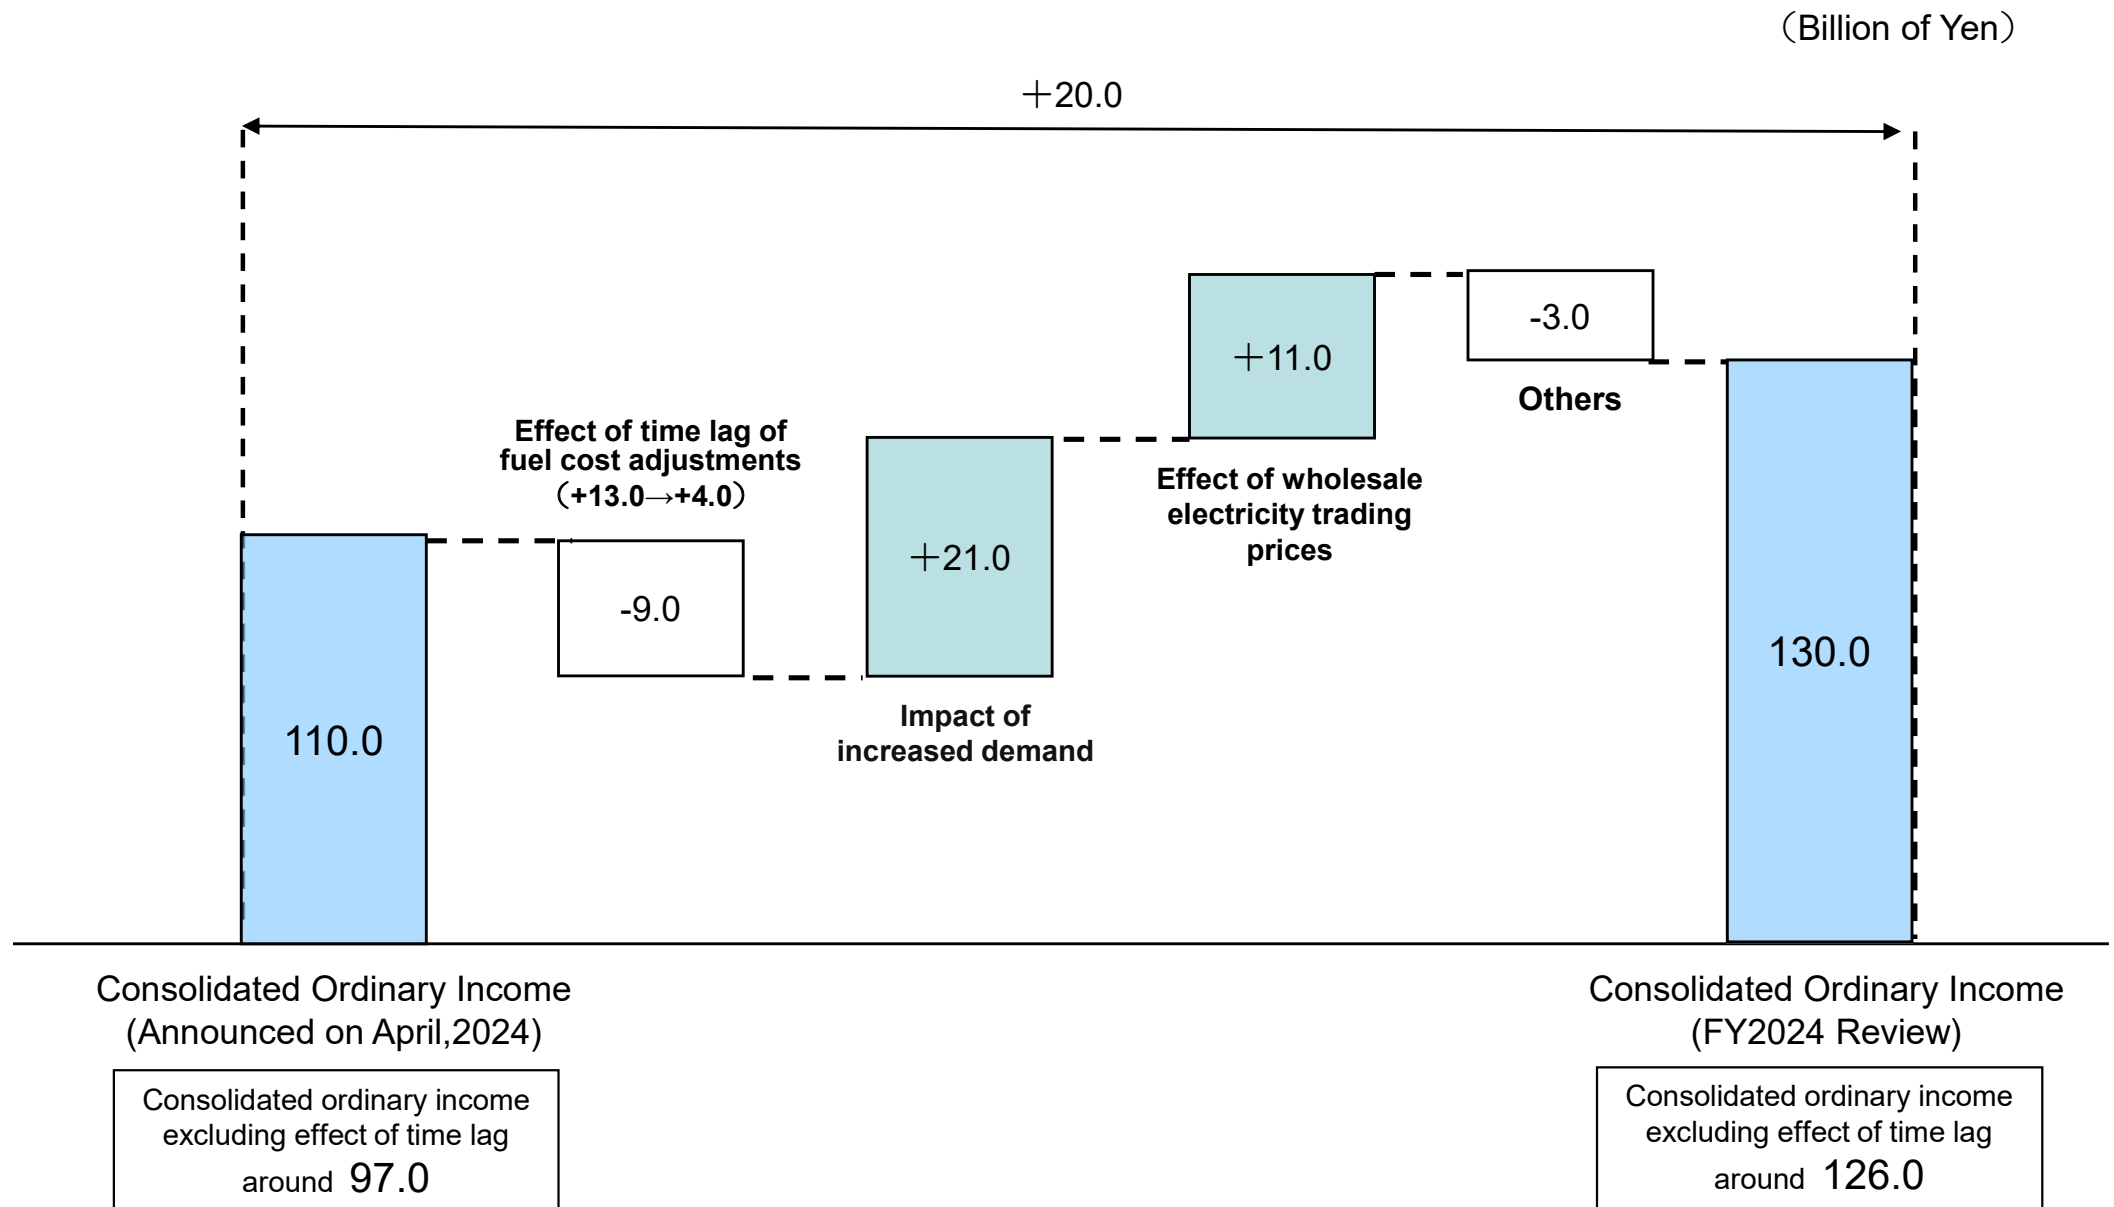 （Billion of Yen）
＋20.0
Effect of time lag of
fuel cost adjustments
（+13.0→+4.0）
-9.0
＋21.0
Impact of
increased demand
＋11.0
Effect of wholesale
electricity trading
prices
-3.0
Others
110.0
130.0
Consolidated Ordinary Income
(Announced on April,2024)
Consolidated ordinary income
excluding effect of time lag
around 97.0
Consolidated Ordinary Income
(FY2024 Review)
Consolidated ordinary income
excluding effect of time lag
around 126.0